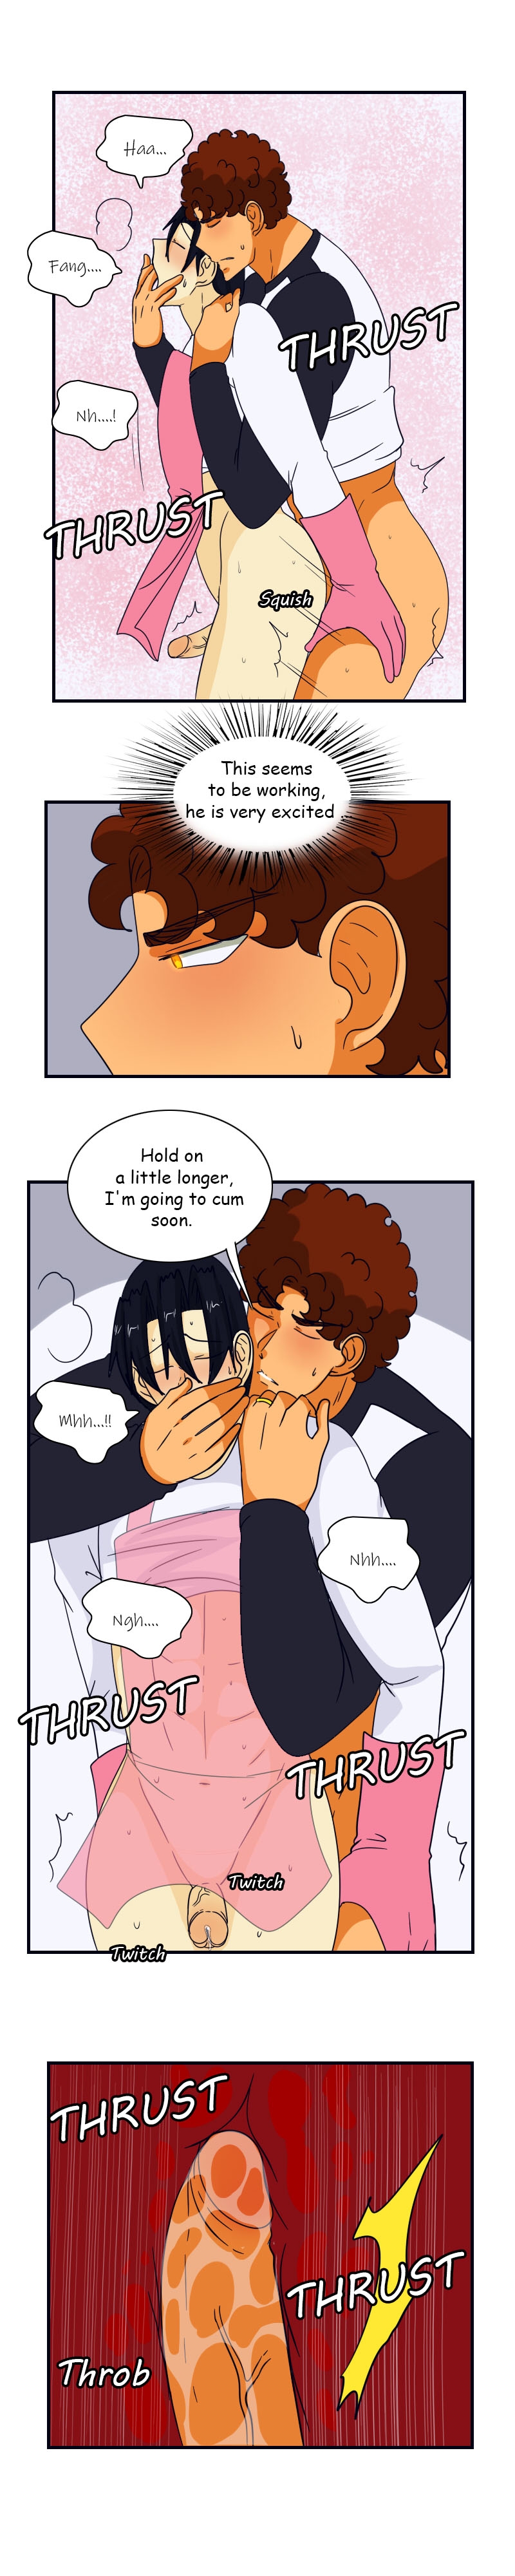 Haa...
Fang....
THRUST
Nh....!
THRUST
Squish
This seems
to be working,
he is very excited
Hold on
a little longer,
I'm going to cum
soon.
Mhh...!!
Nhh....
Ngh....
THRUST
THRUST
Twitch
Twitch
THRUST
THRUST
Throb